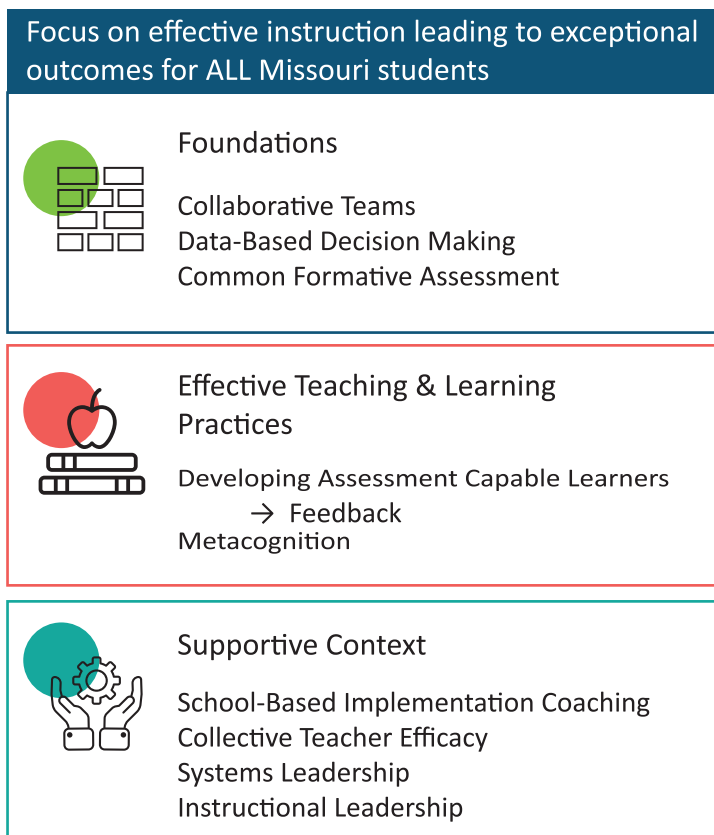 Focus on effective instruction leading to exceptional
outcomes for ALL Missouri students
Foundations
Collaborative Teams
Data-Based Decision Making
Common Formative Assessment
Effective Teaching & Learning
Practices
Developing Assessment Capable Learners
→ Feedback
Metacognition
Supportive Context
School-Based Implementation Coaching
Collective Teacher Efficacy
Systems Leadership
Instructional Leadership